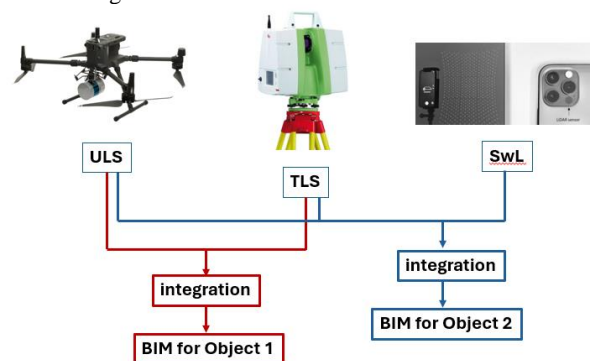 ULS
TLS
SwL
integration
integration
BIM for Object 1
BIM for Object 2